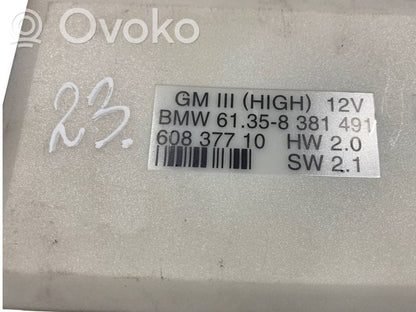 Ovoko
23.
GM III (HIGH) 12V
BMW 61.35-8 381 491
608 377 10 HW 2.0
SW 2.1
Ovoko